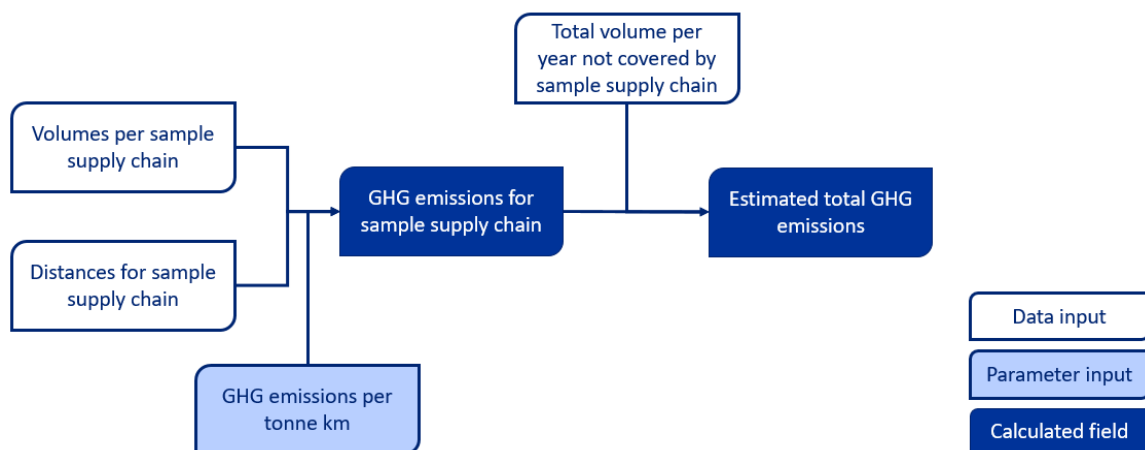 Total volume per
year not covered by
sample supply chain
Volumes per sample
supply chain
GHG emissions for
sample supply chain
Estimated total GHG
emissions
Distances for sample
supply chain
GHG emissions per
tonne km
Data input
Parameter input
Calculated field